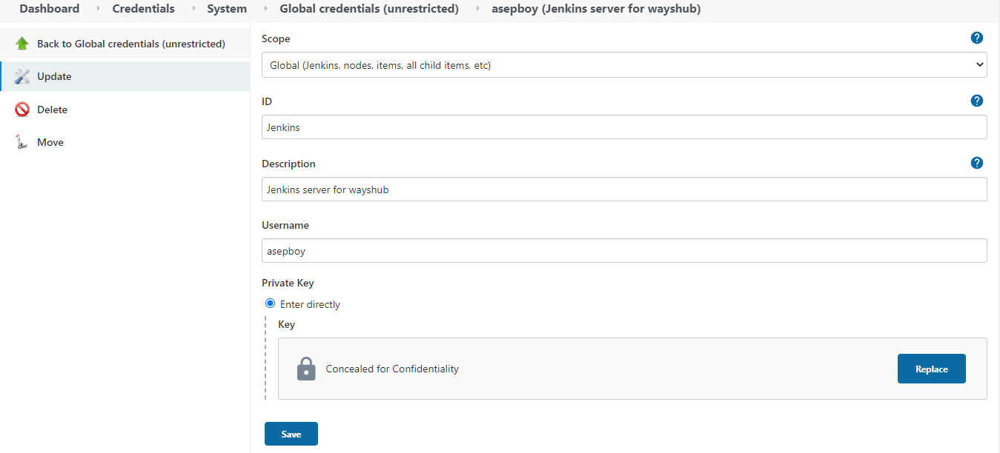 Dashboard Credentials System Global credentials (unrestricted) asepboy (Jenkins server for wayshub)
Back to Global credentials (unrestricted)
Update
Delete
Move
Scope
?
Global (Jenkins, nodes, items, all child items, etc)
ID
?
Jenkins
Description
?
Jenkins server for wayshub
Username
asepboy
Private Key
Enter directly
Key
Concealed for Confidentiality
Replace
Save